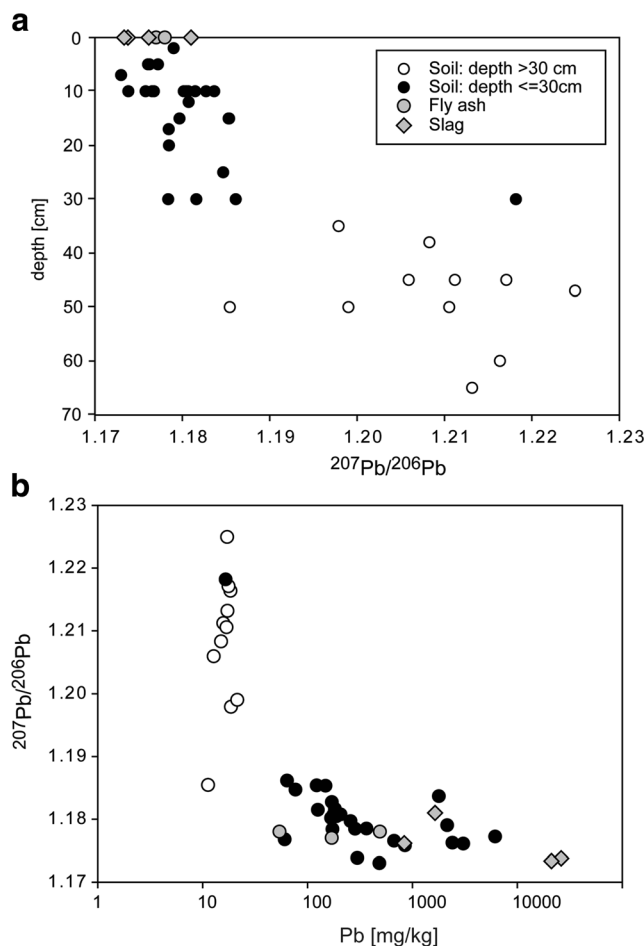 a
0
10
20
30
40
50
60
70
depth [cm]
Soil: depth >30 cm
Soil: depth <=30cm
Fly ash
Slag
1.17 1.18 1.19 1.20 1.21 1.22 1.23
²⁰⁷Pb/²⁰⁶Pb
b
1.23
1.22
1.21
1.20
1.19
1.18
1.17
²⁰⁷Pb/²⁰⁶Pb
1 10 100 1000 10000
Pb [mg/kg]